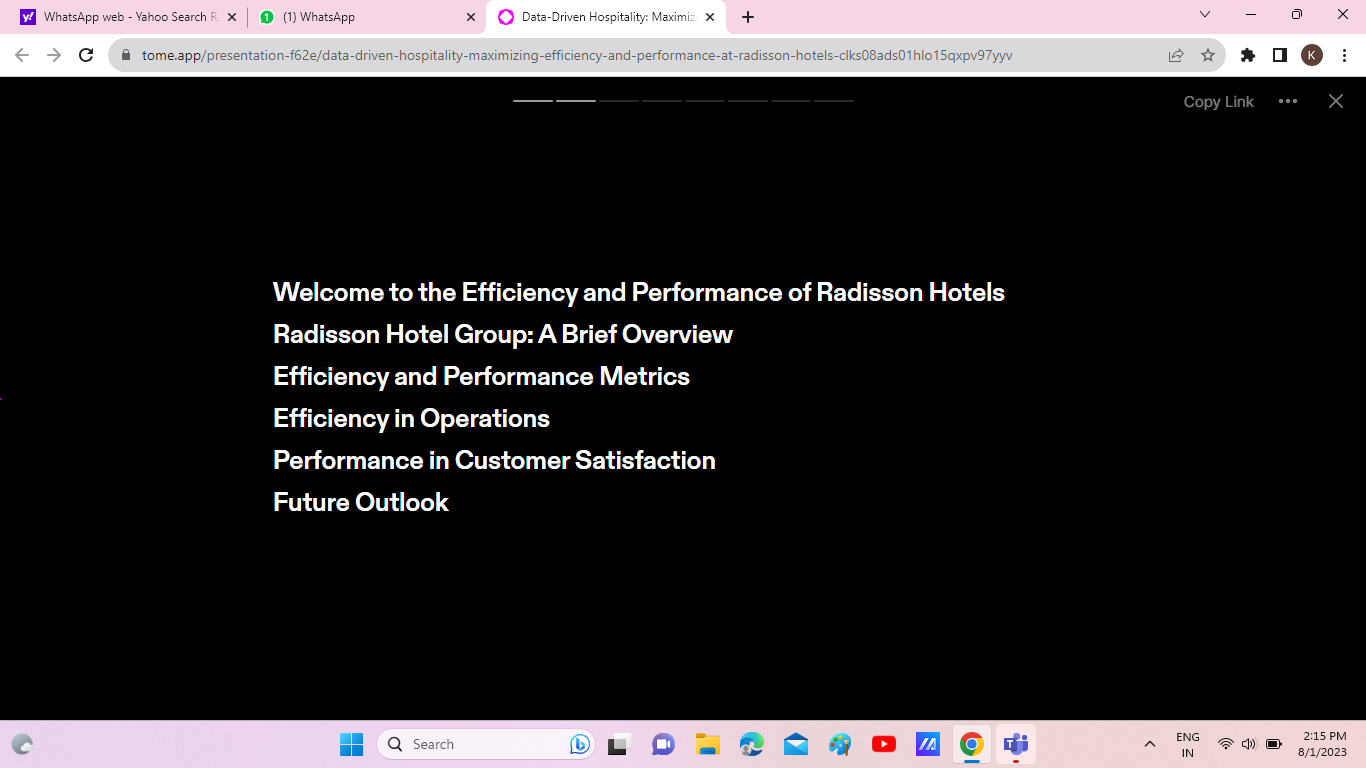 WhatsApp web - Yahoo Search R
(1) WhatsApp
Data-Driven Hospitality: Maximiz
tome.app/presentation-f62e/data-driven-hospitality-maximizing-efficiency-and-performance-at-radisson-hotels-clks08ads01hlo15qxpv97yyv
K
Copy Link
Welcome to the Efficiency and Performance of Radisson Hotels
Radisson Hotel Group: A Brief Overview
Efficiency and Performance Metrics
Efficiency in Operations
Performance in Customer Satisfaction
Future Outlook
Search
ENG
IN
2:15 PM
8/1/2023